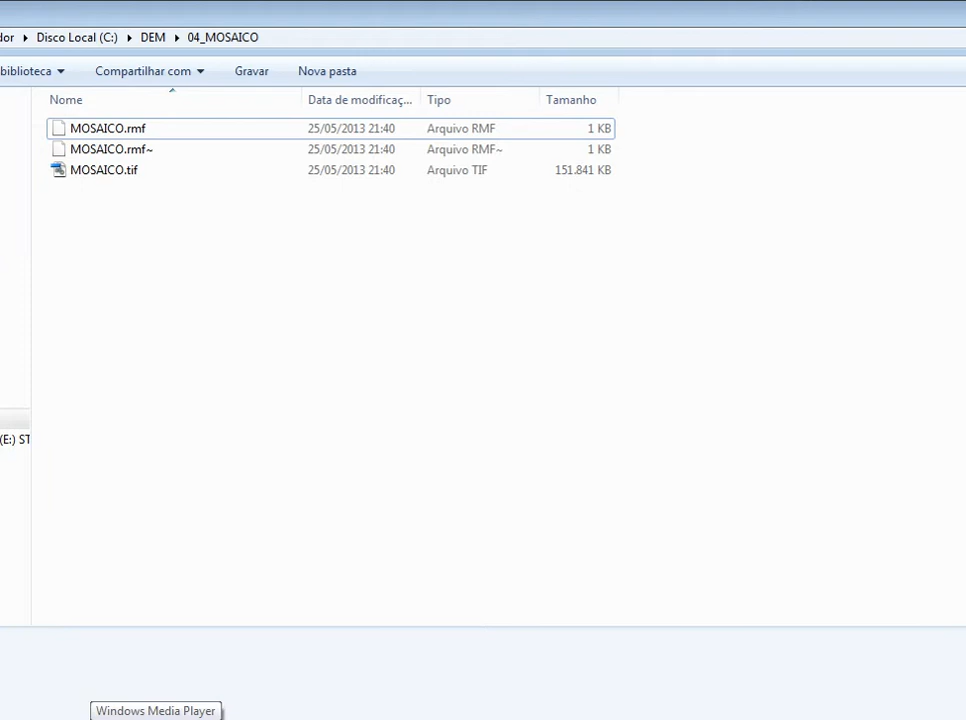 dor ▸ Disco Local (C:) ▸ DEM ▸ 04_MOSAICO
biblioteca Compartilhar com Gravar Nova pasta
Nome Data de modificaç... Tipo Tamanho
MOSAICO.rmf 25/05/2013 21:40 Arquivo RMF 1 KB
MOSAICO.rmf~ 25/05/2013 21:40 Arquivo RMF~ 1 KB
MOSAICO.tif 25/05/2013 21:40 Arquivo TIF 151.841 KB
(E:) ST
Windows Media Player